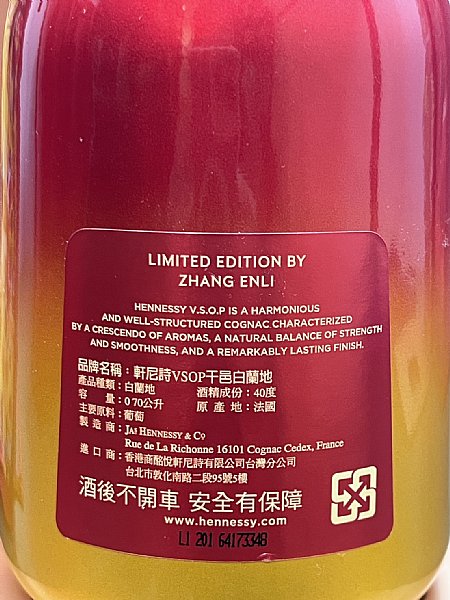 LIMITED EDITION BY
ZHANG ENLI
HENNESSY V.S.O.P IS A HARMONIOUS
AND WELL-STRUCTURED COGNAC CHARACTERIZED
BY A CRESCENDO OF AROMAS, A NATURAL BALANCE OF STRENGTH
AND SMOOTHNESS, AND A REMARKABLY LASTING FINISH.
品牌名稱：軒尼詩VSOP干邑白蘭地
產品種類：白蘭地 酒精成份：40度
容量：0.70公升 原產地：法國
主要原料：葡萄
製造商：JAS HENNESSY & CO
Rue de La Richonne 16101 Cognac Cedex, France
進口商：香港商酩悅軒尼詩有限公司台灣分公司
台北市敦化南路二段95號5樓
酒後不開車 安全有保障
www.hennessy.com
L1 201 64173348